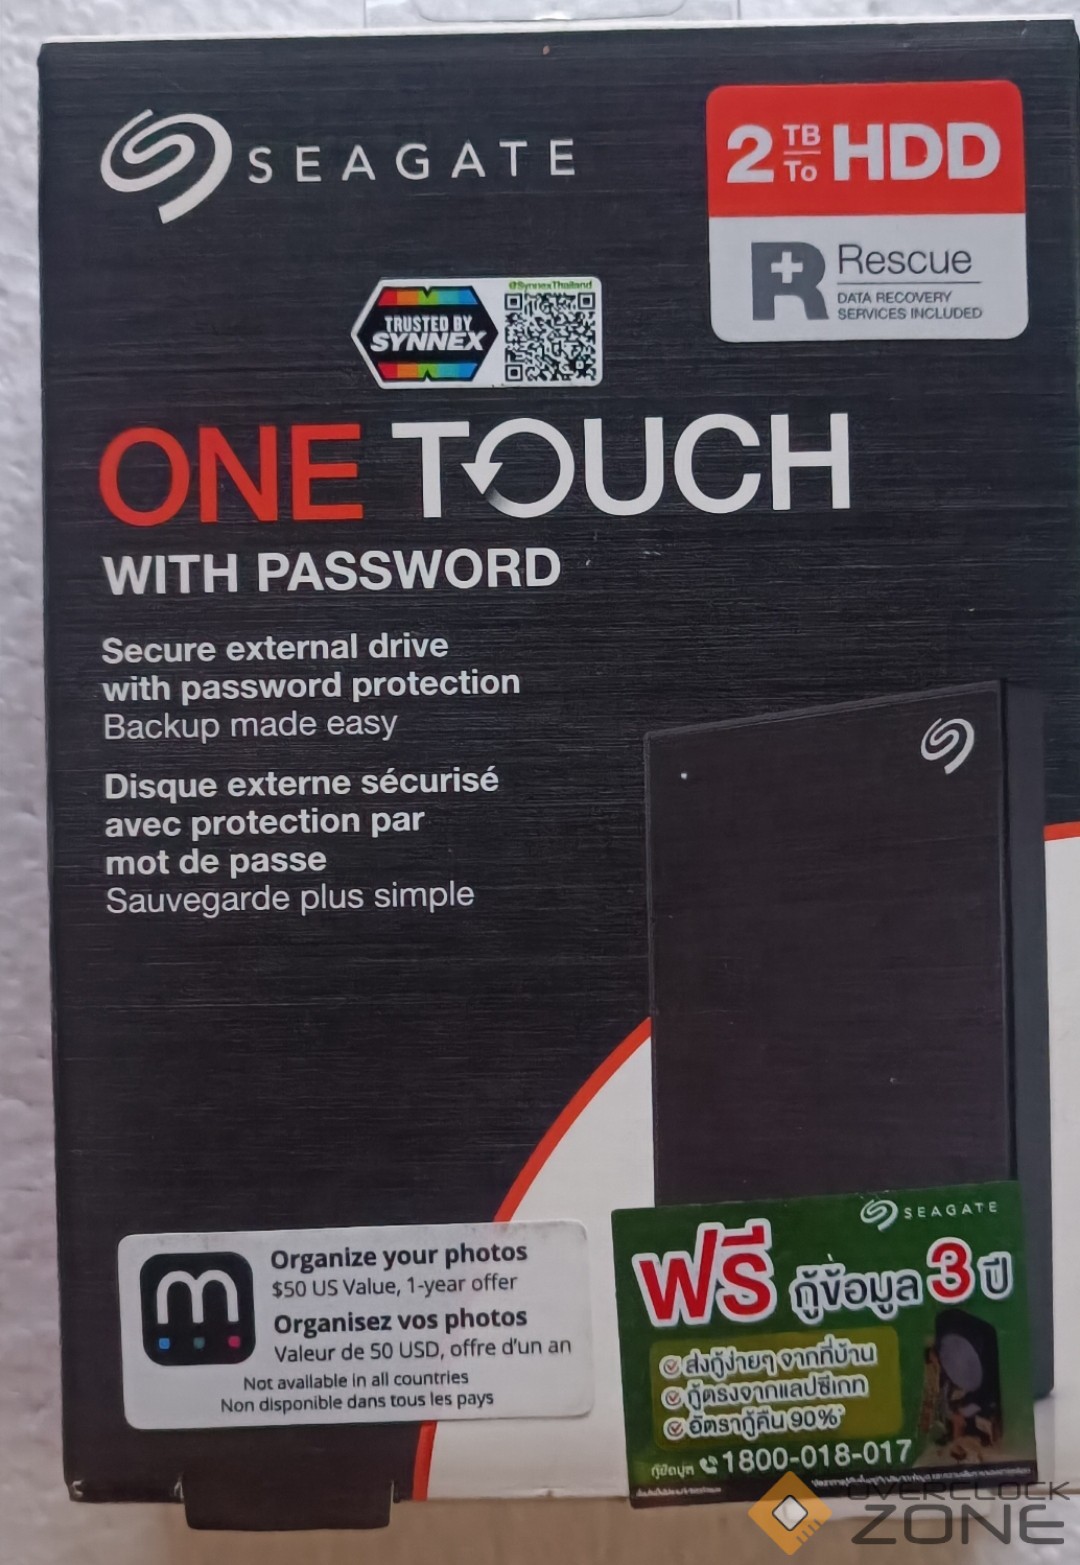 SEAGATE
2 TB To HDD
Rescue
DATA RECOVERY
SERVICES INCLUDED
@SynnexThailand
TRUSTED BY
SYNNEX
ONE TOUCH
WITH PASSWORD
Secure external drive
with password protection
Backup made easy
Disque externe sécurisé
avec protection par
mot de passe
Sauvegarde plus simple
m
Organize your photos
$50 US Value, 1-year offer
Organisez vos photos
Valeur de 50 USD, offre d'un an
Not available in all countries
Non disponible dans tous les pays
SEAGATE
ฟรี กู้ข้อมูล 3 ปี
ส่งกู้ง่ายๆ จากที่บ้าน
กู้ตรงจากแลปซีเกท
อัตรากู้คืน 90%*
กู้ข้อมูล 1800-018-017
OVERCLOCK
ZONE